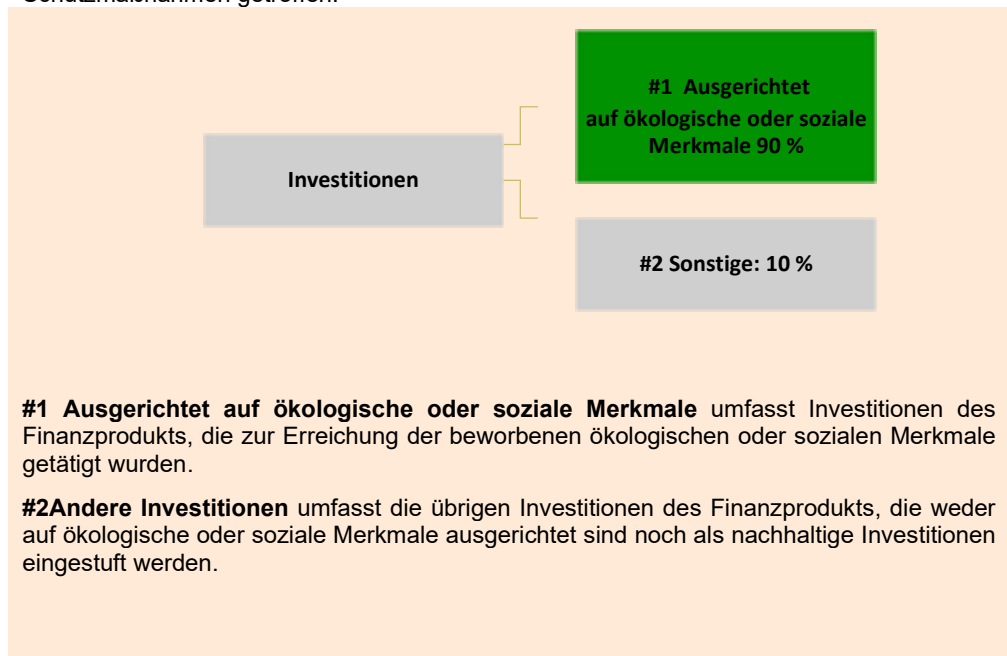 Schutzmaßnahmen getroffen.
#1 Ausgerichtet
auf ökologische oder soziale
Merkmale 90 %
Investitionen
#2 Sonstige: 10 %
#1 Ausgerichtet auf ökologische oder soziale Merkmale umfasst Investitionen des
Finanzprodukts, die zur Erreichung der beworbenen ökologischen oder sozialen Merkmale
getätigt wurden.
#2Andere Investitionen umfasst die übrigen Investitionen des Finanzprodukts, die weder
auf ökologische oder soziale Merkmale ausgerichtet sind noch als nachhaltige Investitionen
eingestuft werden.